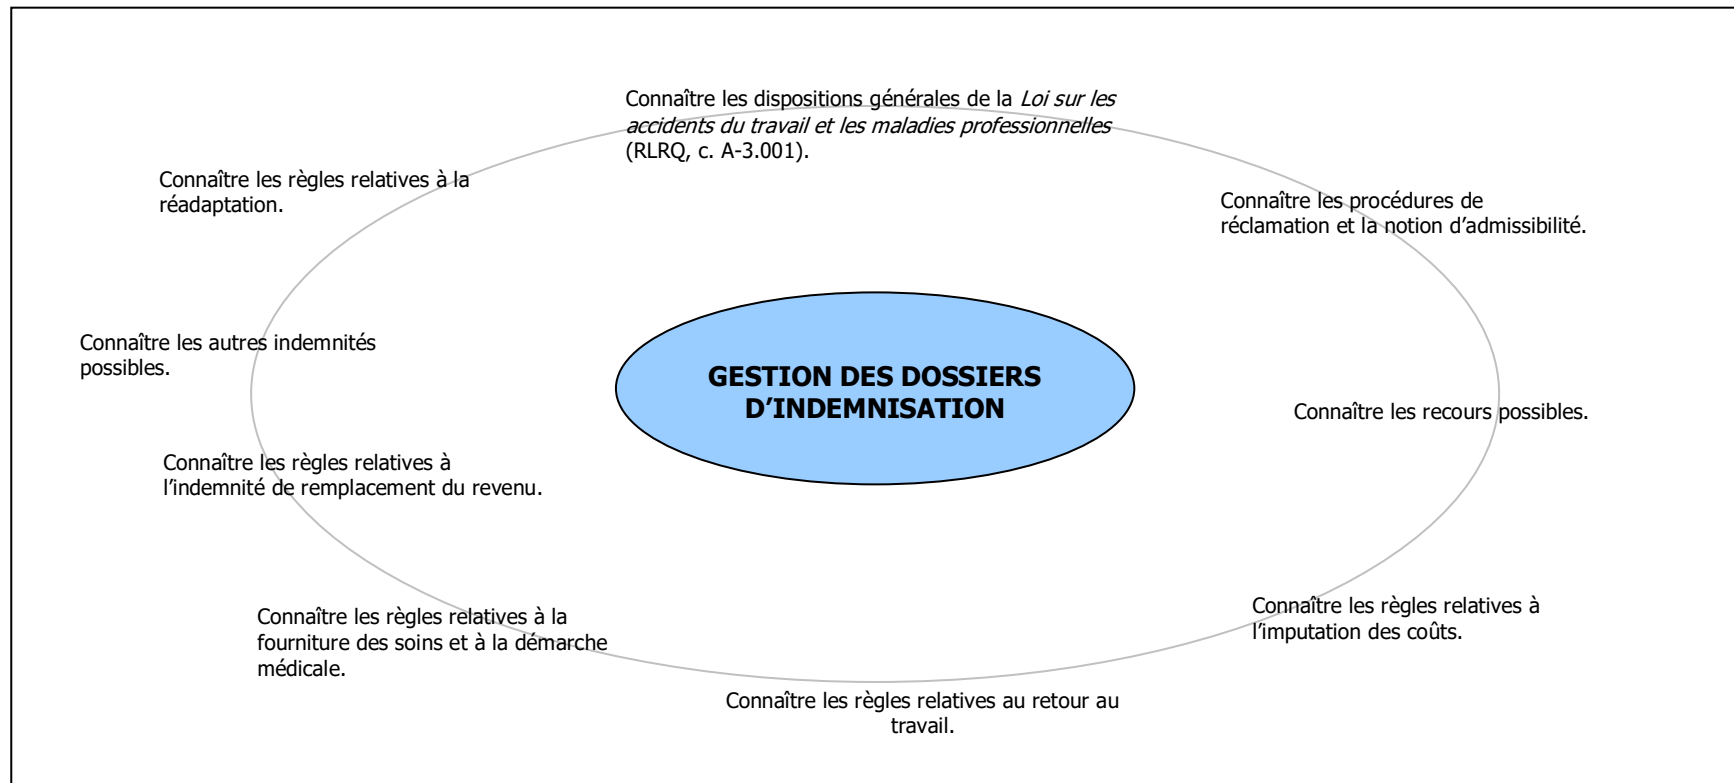 Connaître les dispositions générales de la Loi sur les
accidents du travail et les maladies professionnelles
(RLRQ, c. A-3.001).
Connaître les règles relatives à la
réadaptation.
Connaître les procédures de
réclamation et la notion d’admissibilité.
Connaître les autres indemnités
possibles.
GESTION DES DOSSIERS
D’INDEMNISATION
Connaître les recours possibles.
Connaître les règles relatives à
l’indemnité de remplacement du revenu.
Connaître les règles relatives à la
fourniture des soins et à la démarche
médicale.
Connaître les règles relatives à
l’imputation des coûts.
Connaître les règles relatives au retour au
travail.